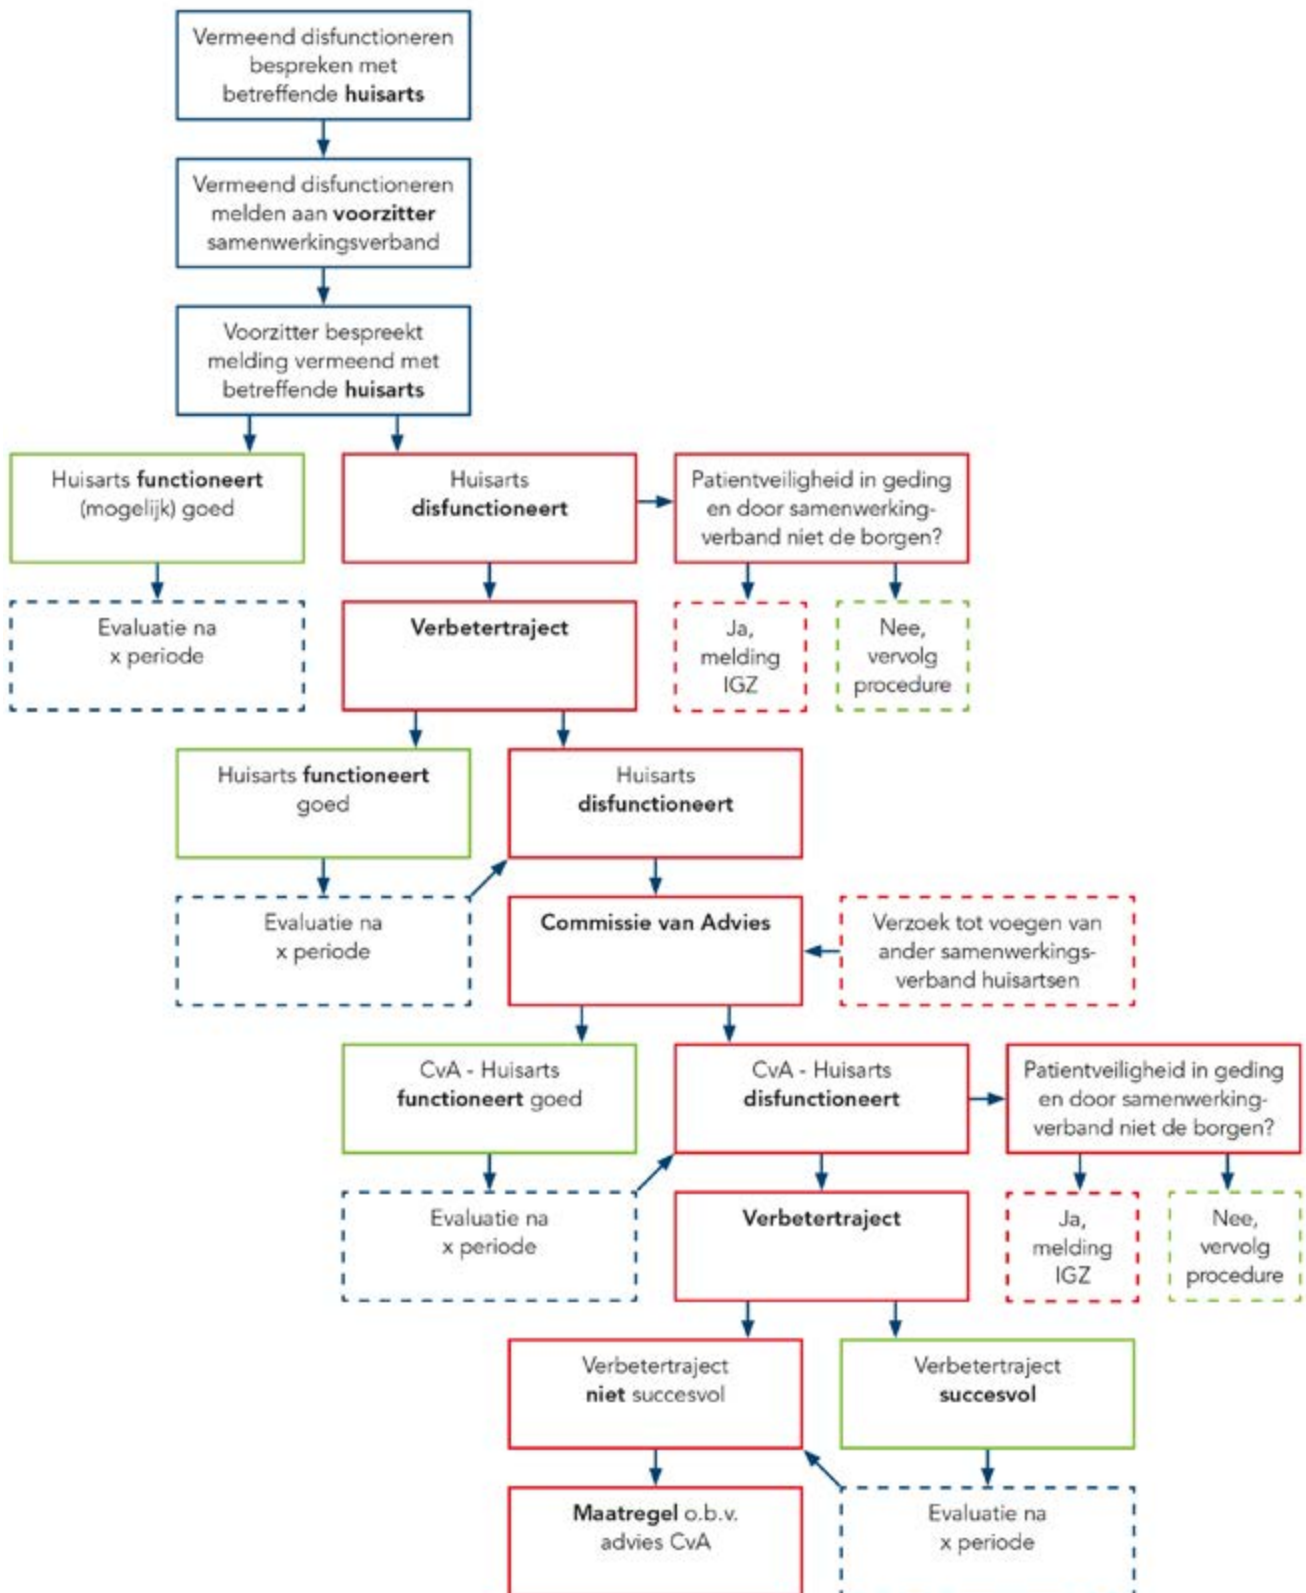 Vermeend disfunctioneren
bespreken met
betreffende huisarts
Vermeend disfunctioneren
melden aan voorzitter
samenwerkingsverband
Voorzitter bespreekt
melding vermeend met
betreffende huisarts
Huisarts functioneert
(mogelijk) goed
Huisarts
disfunctioneert
Patientveiligheid in geding
en door samenwerking-
verband niet de borgen?
Evaluatie na
x periode
Verbetertraject
Ja,
melding
IGZ
Nee,
vervolg
procedure
Huisarts functioneert
goed
Huisarts
disfunctioneert
Evaluatie na
x periode
Commissie van Advies
Verzoek tot voegen van
ander samenwerkings-
verband huisartsen
CvA - Huisarts
functioneert goed
CvA - Huisarts
disfunctioneert
Patientveiligheid in geding
en door samenwerking-
verband niet de borgen?
Evaluatie na
x periode
Verbetertraject
Ja,
melding
IGZ
Nee,
vervolg
procedure
Verbetertraject
niet succesvol
Verbetertraject
succesvol
Maatregel o.b.v.
advies CvA
Evaluatie na
x periode